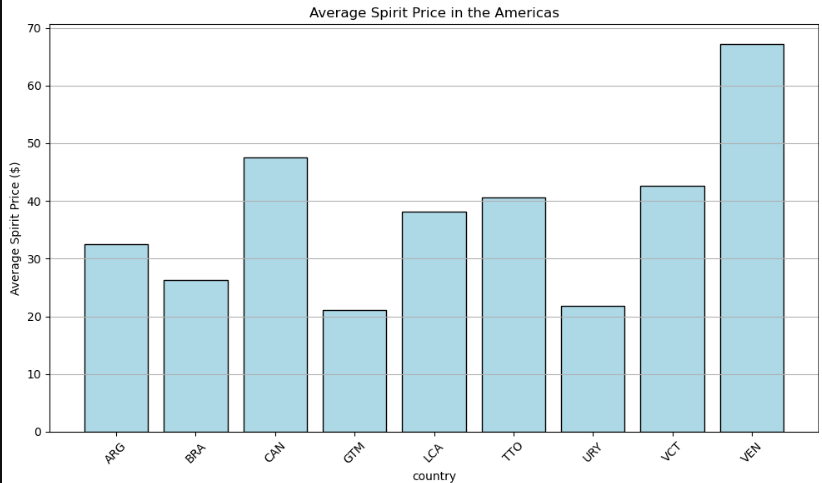 Average Spirit Price in the Americas
70
60
50
40
30
20
10
0
Average Spirit Price ($)
ARG
BRA
CAN
GTM
LCA
TTO
URY
VCT
VEN
country